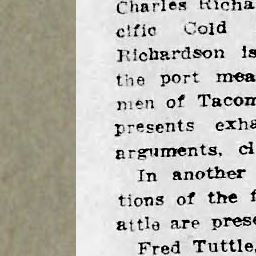 Charles Richa
cific Cold
Richardson is
the port mea
men of Tacom
presents exha
arguments, ci
In another
tions of the f
attle are prese
Fred Tuttle,